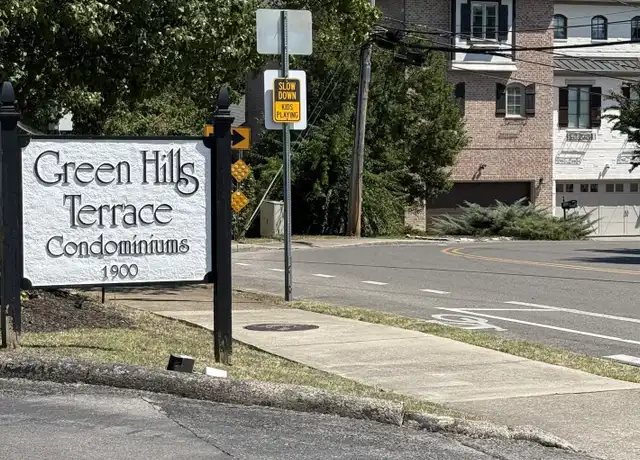 Green Hills
Terrace
Condominiums
1900
SLOW
DOWN
KIDS
PLAYING